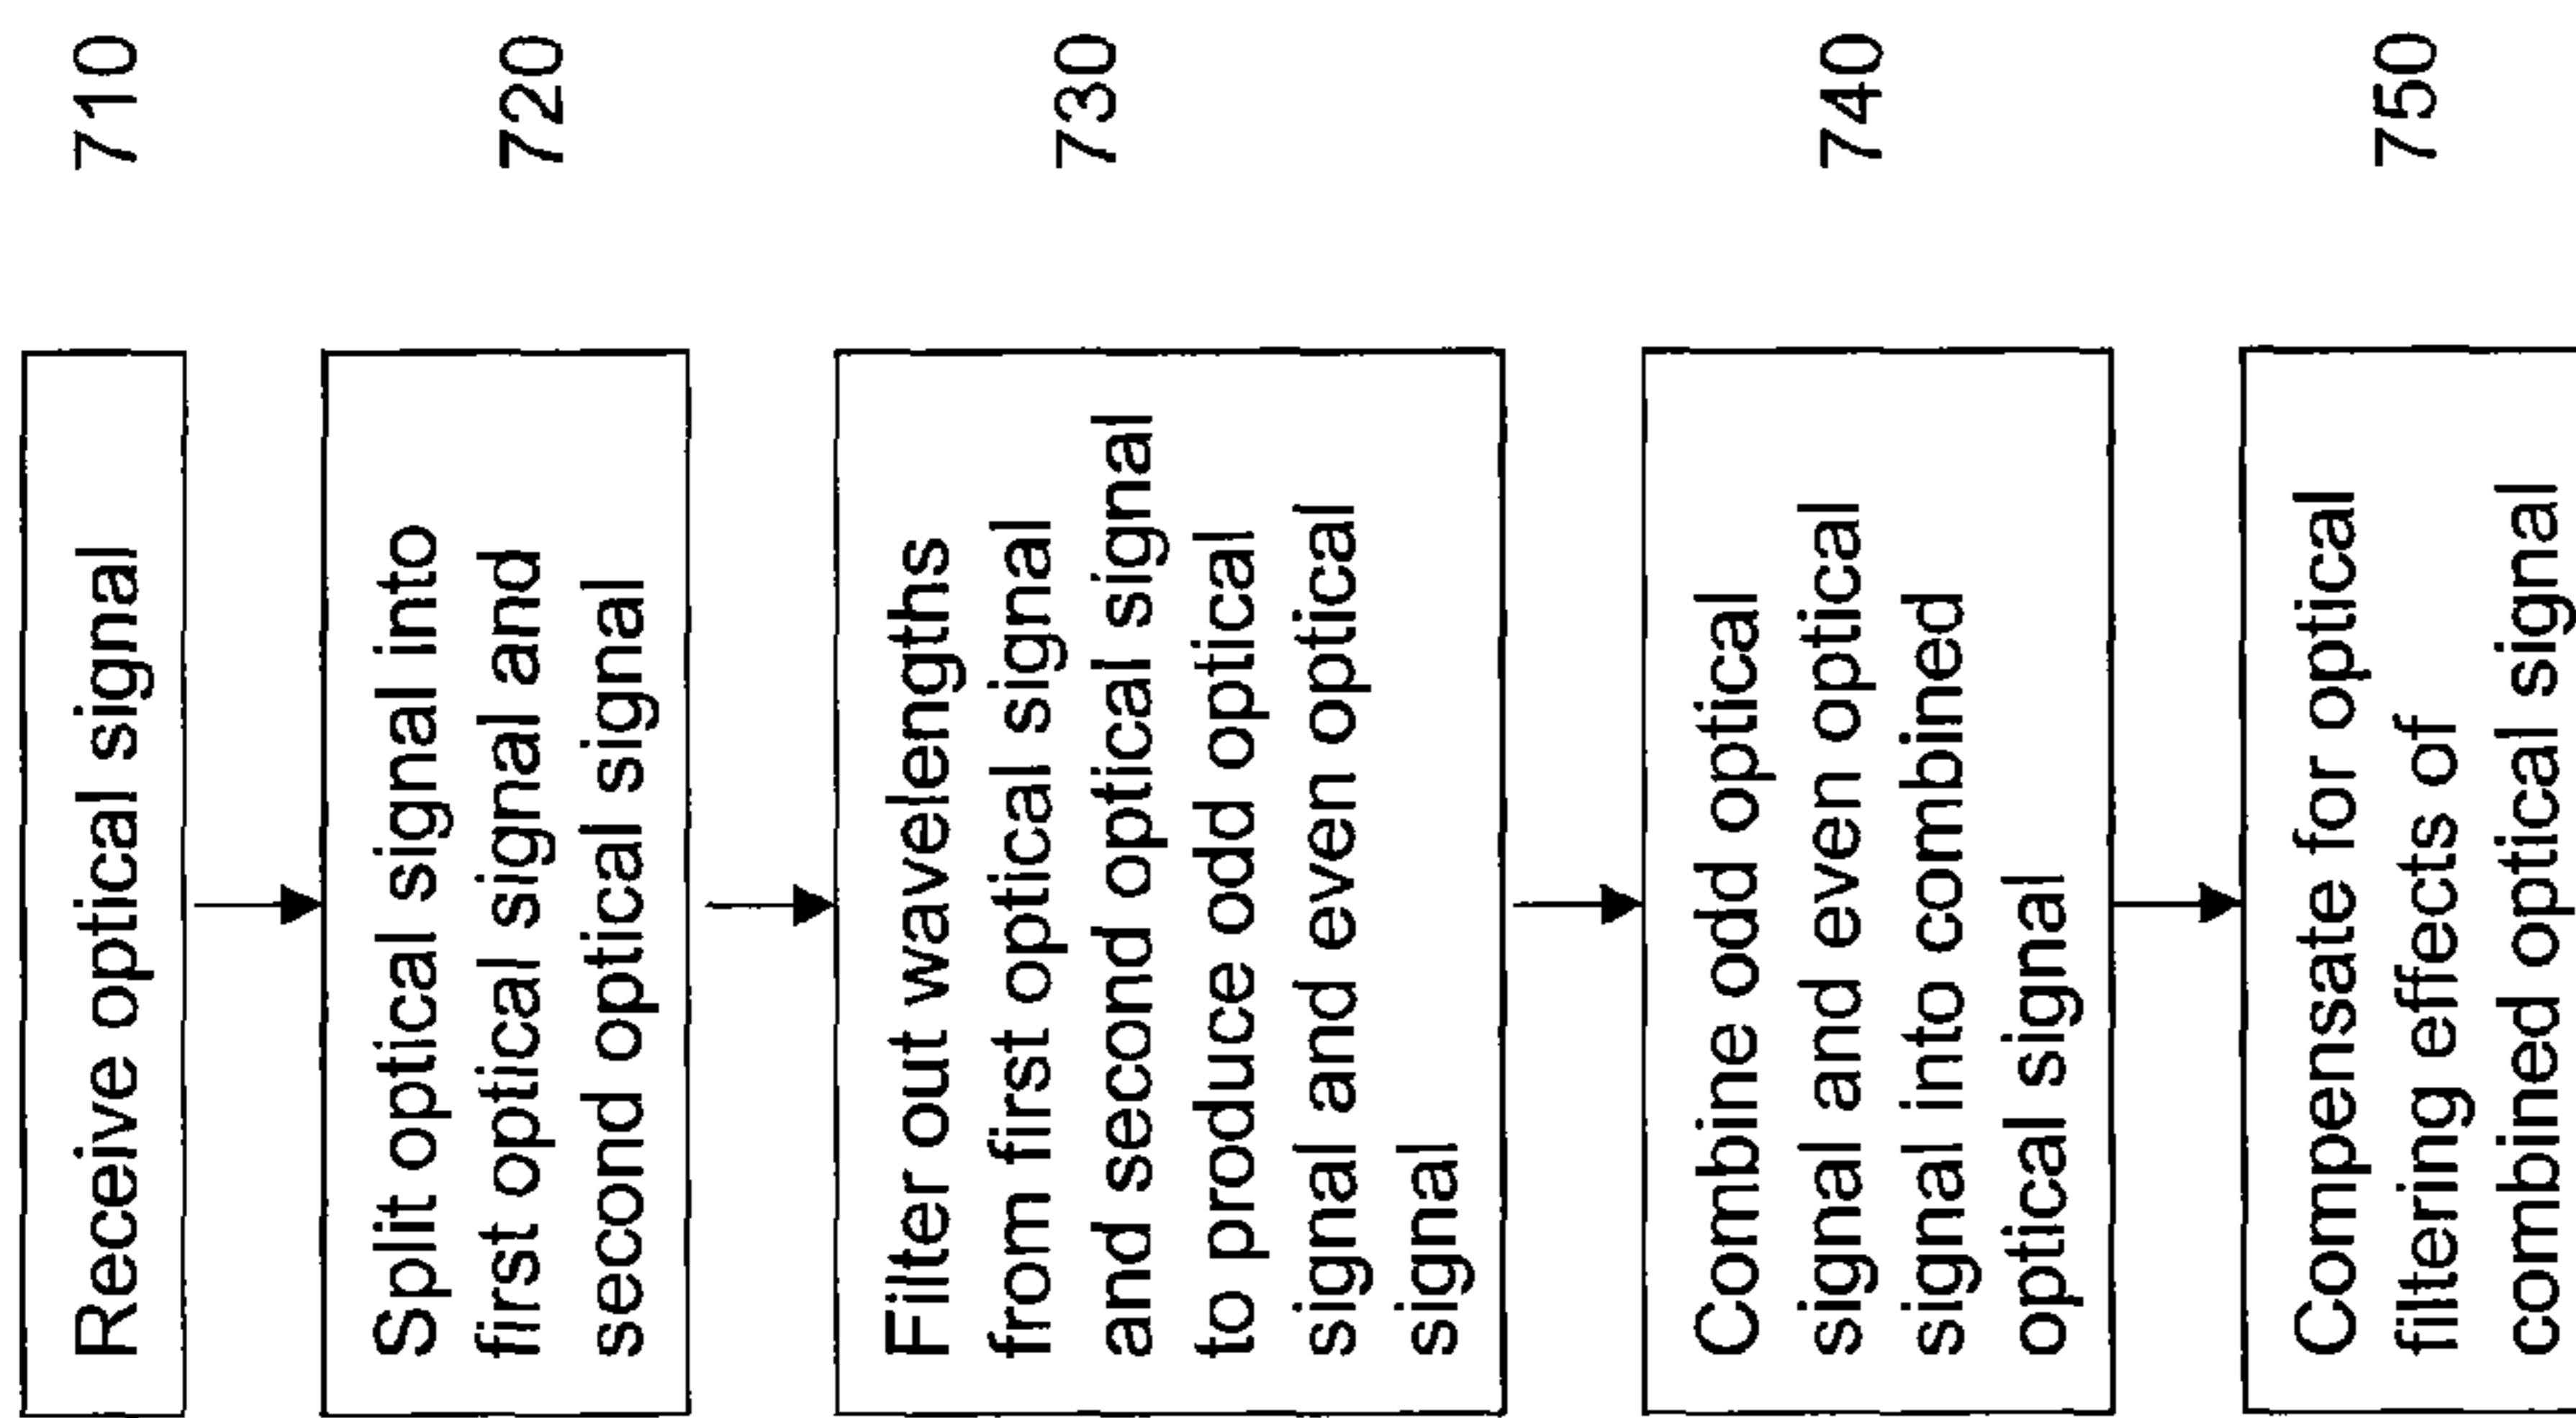 Receive optical signal
710
Split optical signal into
first optical signal and
second optical signal
720
Filter out wavelengths
from first optical signal
and second optical signal
to produce odd optical
signal and even optical
signal
730
Combine odd optical
signal and even optical
signal into combined
optical signal
740
Compensate for optical
filtering effects of
combined optical signal
750